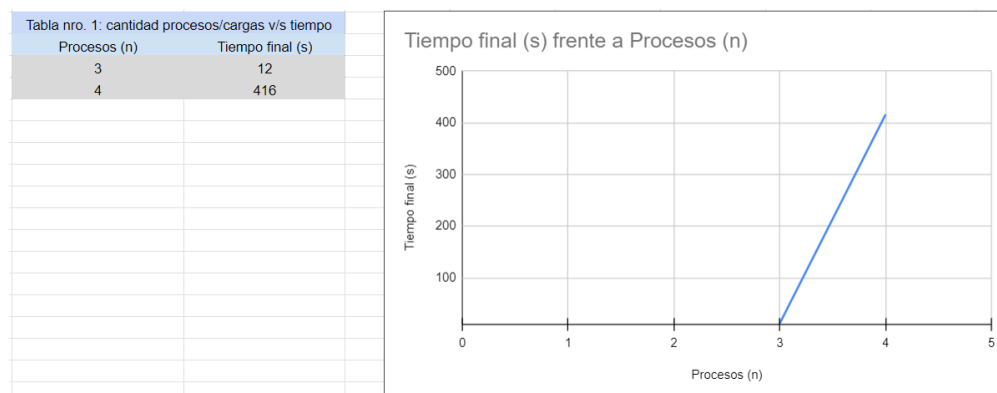 Tabla nro. 1: cantidad procesos/cargas v/s tiempo
Procesos (n) Tiempo final (s)
3 12
4 416
Tiempo final (s) frente a Procesos (n)
500
400
300
200
100
Tiempo final (s)
0 1 2 3 4 5
Procesos (n)